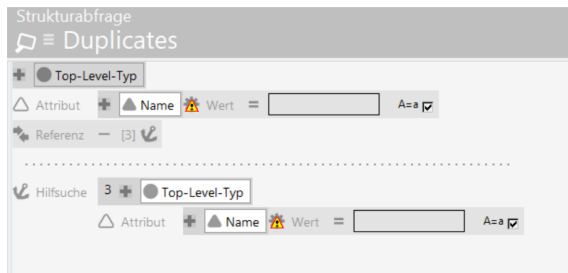 Strukturabfrage
Duplicates
Top-Level-Typ
Attribut Name Wert = A=a
Referenz [3]
Hilfsuche 3 Top-Level-Typ
Attribut Name Wert = A=a